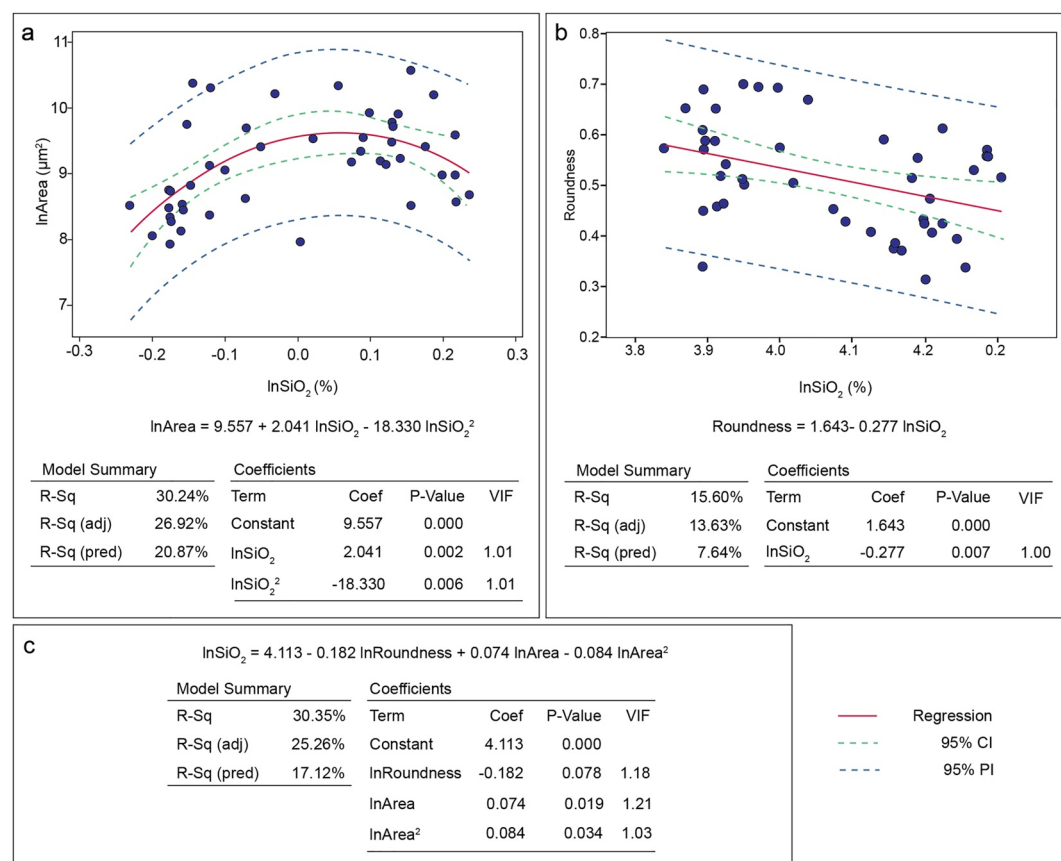 a
11
10
9
8
7
lnArea (µm²)
-0.3
-0.2
-0.1
0.0
0.1
0.2
0.3
lnSiO₂ (%)
lnArea = 9.557 + 2.041 lnSiO₂ - 18.330 lnSiO₂²
Model Summary
R-Sq 30.24%
R-Sq (adj) 26.92%
R-Sq (pred) 20.87%
Coefficients
Term Coef P-Value VIF
Constant 9.557 0.000
lnSiO₂ 2.041 0.002 1.01
lnSiO₂² -18.330 0.006 1.01
b
0.8
0.7
0.6
0.5
0.4
0.3
0.2
Roundness
3.8
3.9
4.0
4.1
4.2
0.2
lnSiO₂ (%)
Roundness = 1.643- 0.277 lnSiO₂
Model Summary
R-Sq 15.60%
R-Sq (adj) 13.63%
R-Sq (pred) 7.64%
Coefficients
Term Coef P-Value VIF
Constant 1.643 0.000
lnSiO₂ -0.277 0.007 1.00
c
lnSiO₂ = 4.113 - 0.182 lnRoundness + 0.074 lnArea - 0.084 lnArea²
Model Summary
R-Sq 30.35%
R-Sq (adj) 25.26%
R-Sq (pred) 17.12%
Coefficients
Term Coef P-Value VIF
Constant 4.113 0.000
lnRoundness -0.182 0.078 1.18
lnArea 0.074 0.019 1.21
lnArea² 0.084 0.034 1.03
Regression
95% CI
95% PI